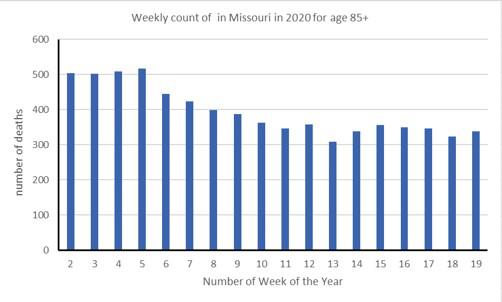 Weekly count of  in Missouri in 2020 for age 85+
600
500
400
300
200
100
0
number of deaths
2 3 4 5 6 7 8 9 10 11 12 13 14 15 16 17 18 19
Number of Week of the Year